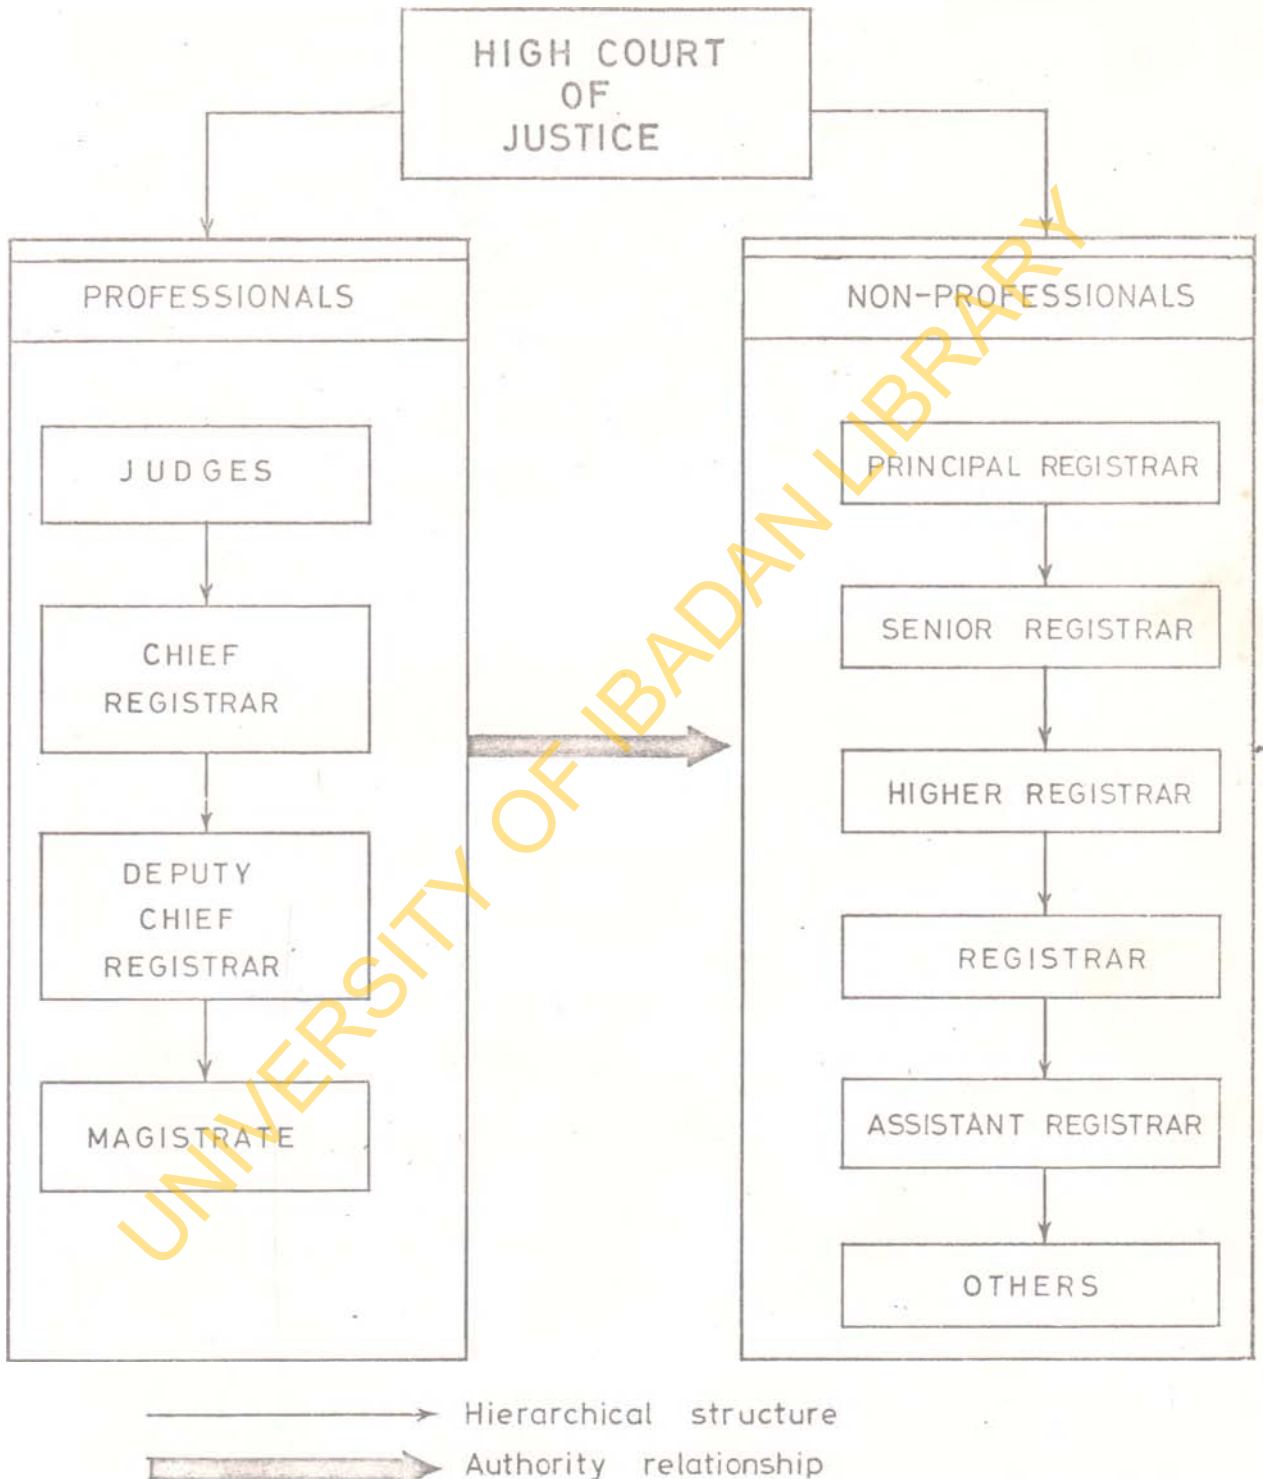 HIGH COURT
OF
JUSTICE
PROFESSIONALS
JUDGES
CHIEF
REGISTRAR
DEPUTY
CHIEF
REGISTRAR
MAGISTRATE
NON-PROFESSIONALS
PRINCIPAL REGISTRAR
SENIOR REGISTRAR
HIGHER REGISTRAR
REGISTRAR
ASSISTANT REGISTRAR
OTHERS
Hierarchical structure
Authority relationship
UNIVERSITY OF IBADAN LIBRARY